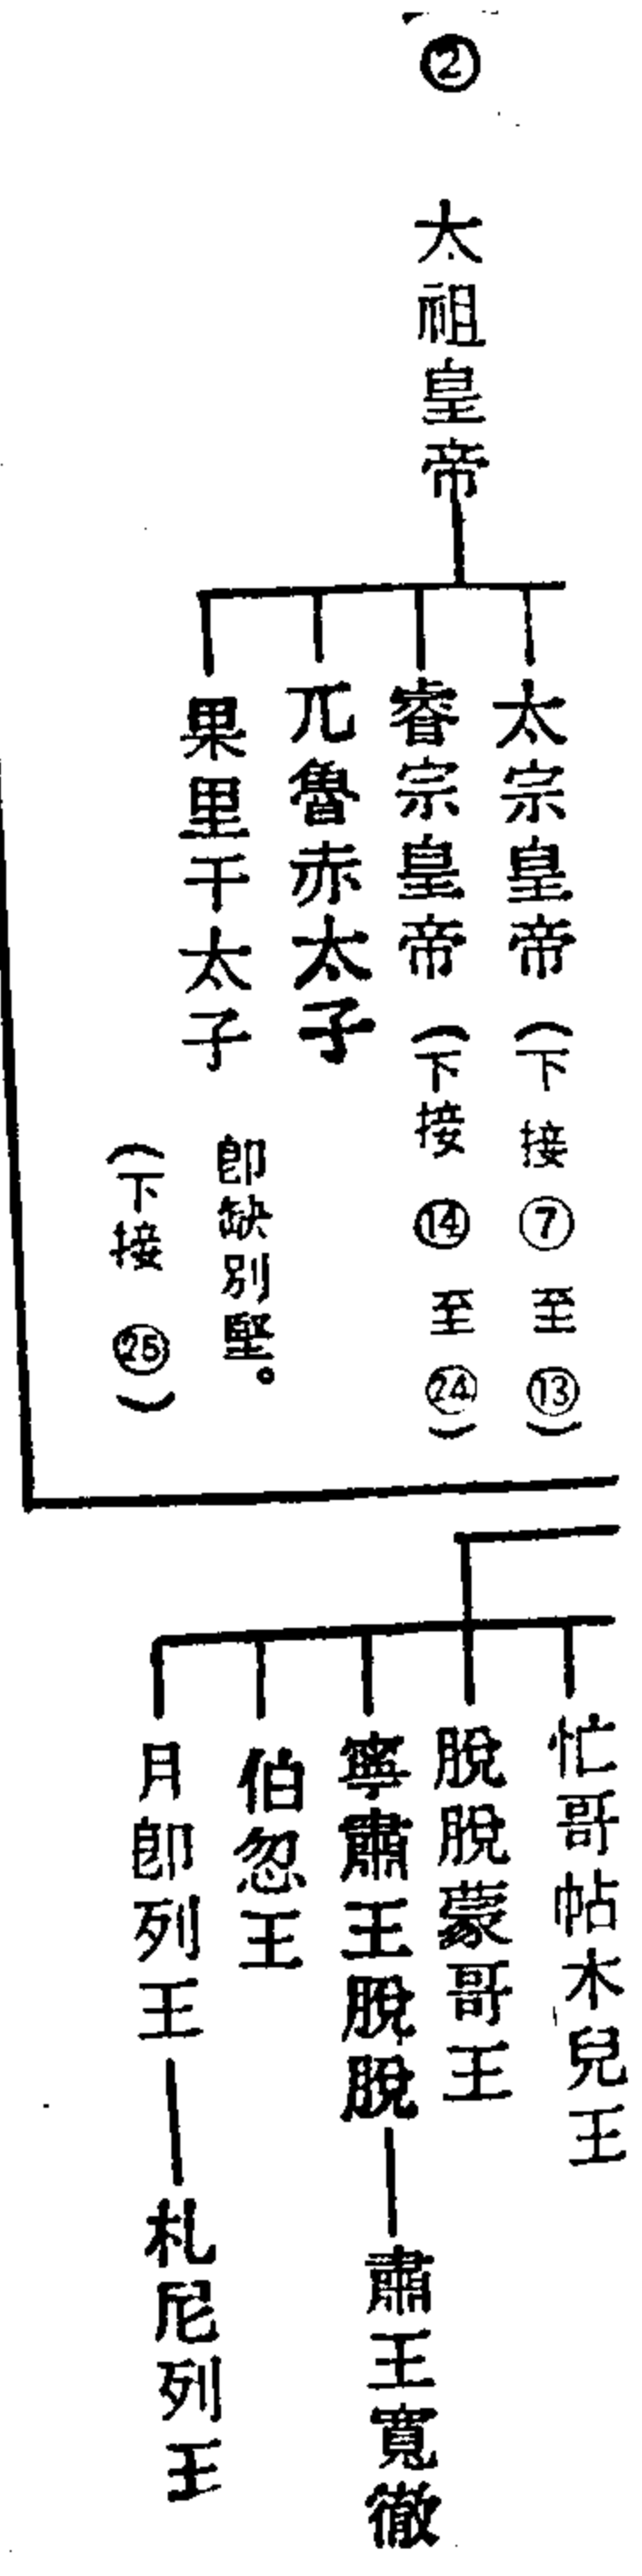 ②
太祖皇帝
太宗皇帝（下接⑦至⑬）
睿宗皇帝（下接⑭至㉔）
兀魯赤太子
果里干太子
卽缺別堅。
（下接㉕）
忙哥帖木兒王
脫脫蒙哥王
寧肅王脫脫
肅王寬徹
伯忽王
月卽列王
札尼列王